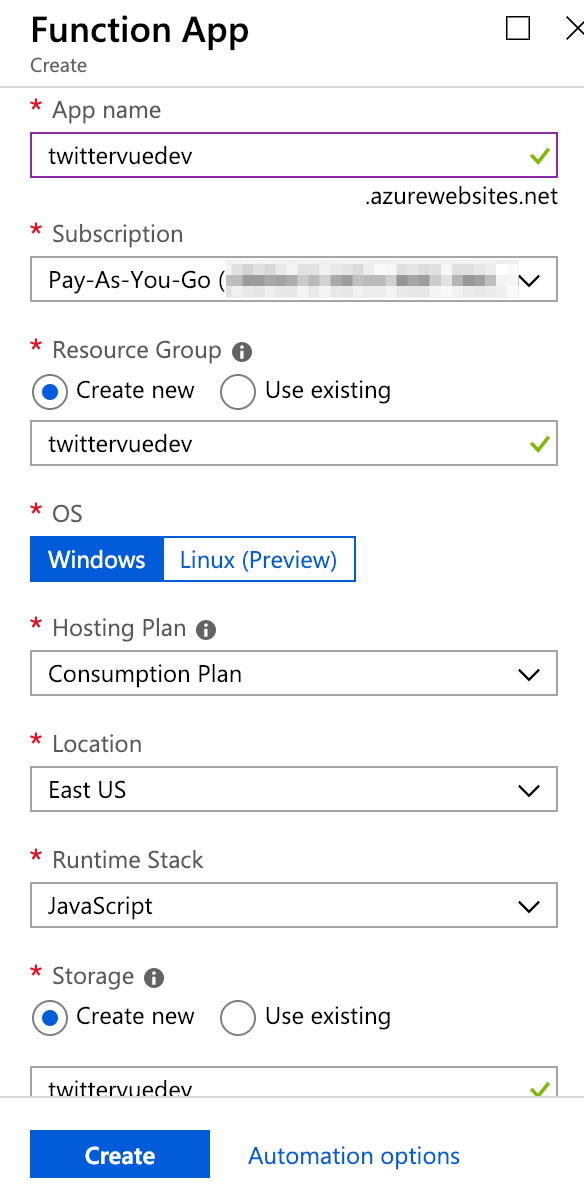 Function App
Create
* App name
twittervuedev
.azurewebsites.net
* Subscription
Pay-As-You-Go (
* Resource Group
Create new Use existing
twittervuedev
* OS
Windows Linux (Preview)
* Hosting Plan
Consumption Plan
* Location
East US
* Runtime Stack
JavaScript
* Storage
Create new Use existing
twittervuedev
Create Automation options